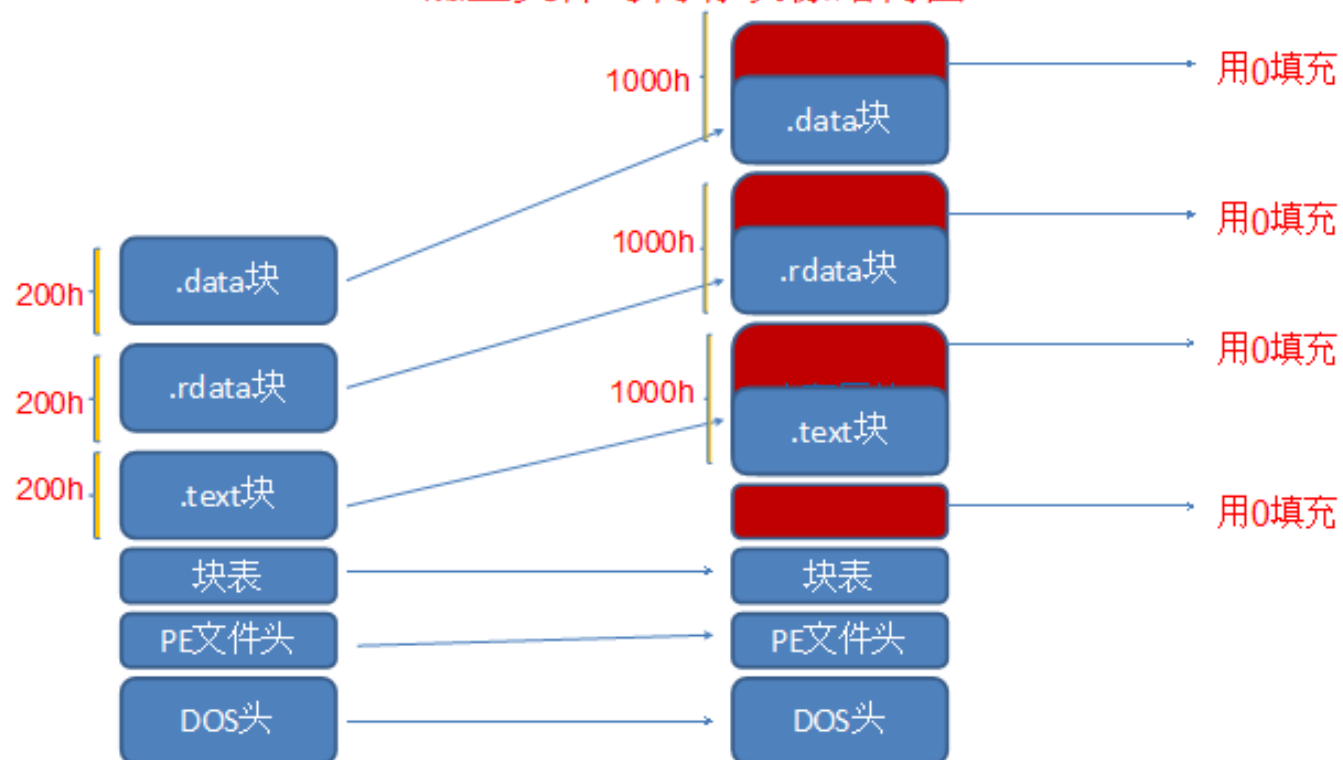 1000h
.data块
用0填充
1000h
.rdata块
用0填充
1000h
.text块
用0填充
用0填充
块表
PE文件头
DOS头
200h
.data块
200h
.rdata块
200h
.text块
块表
PE文件头
DOS头